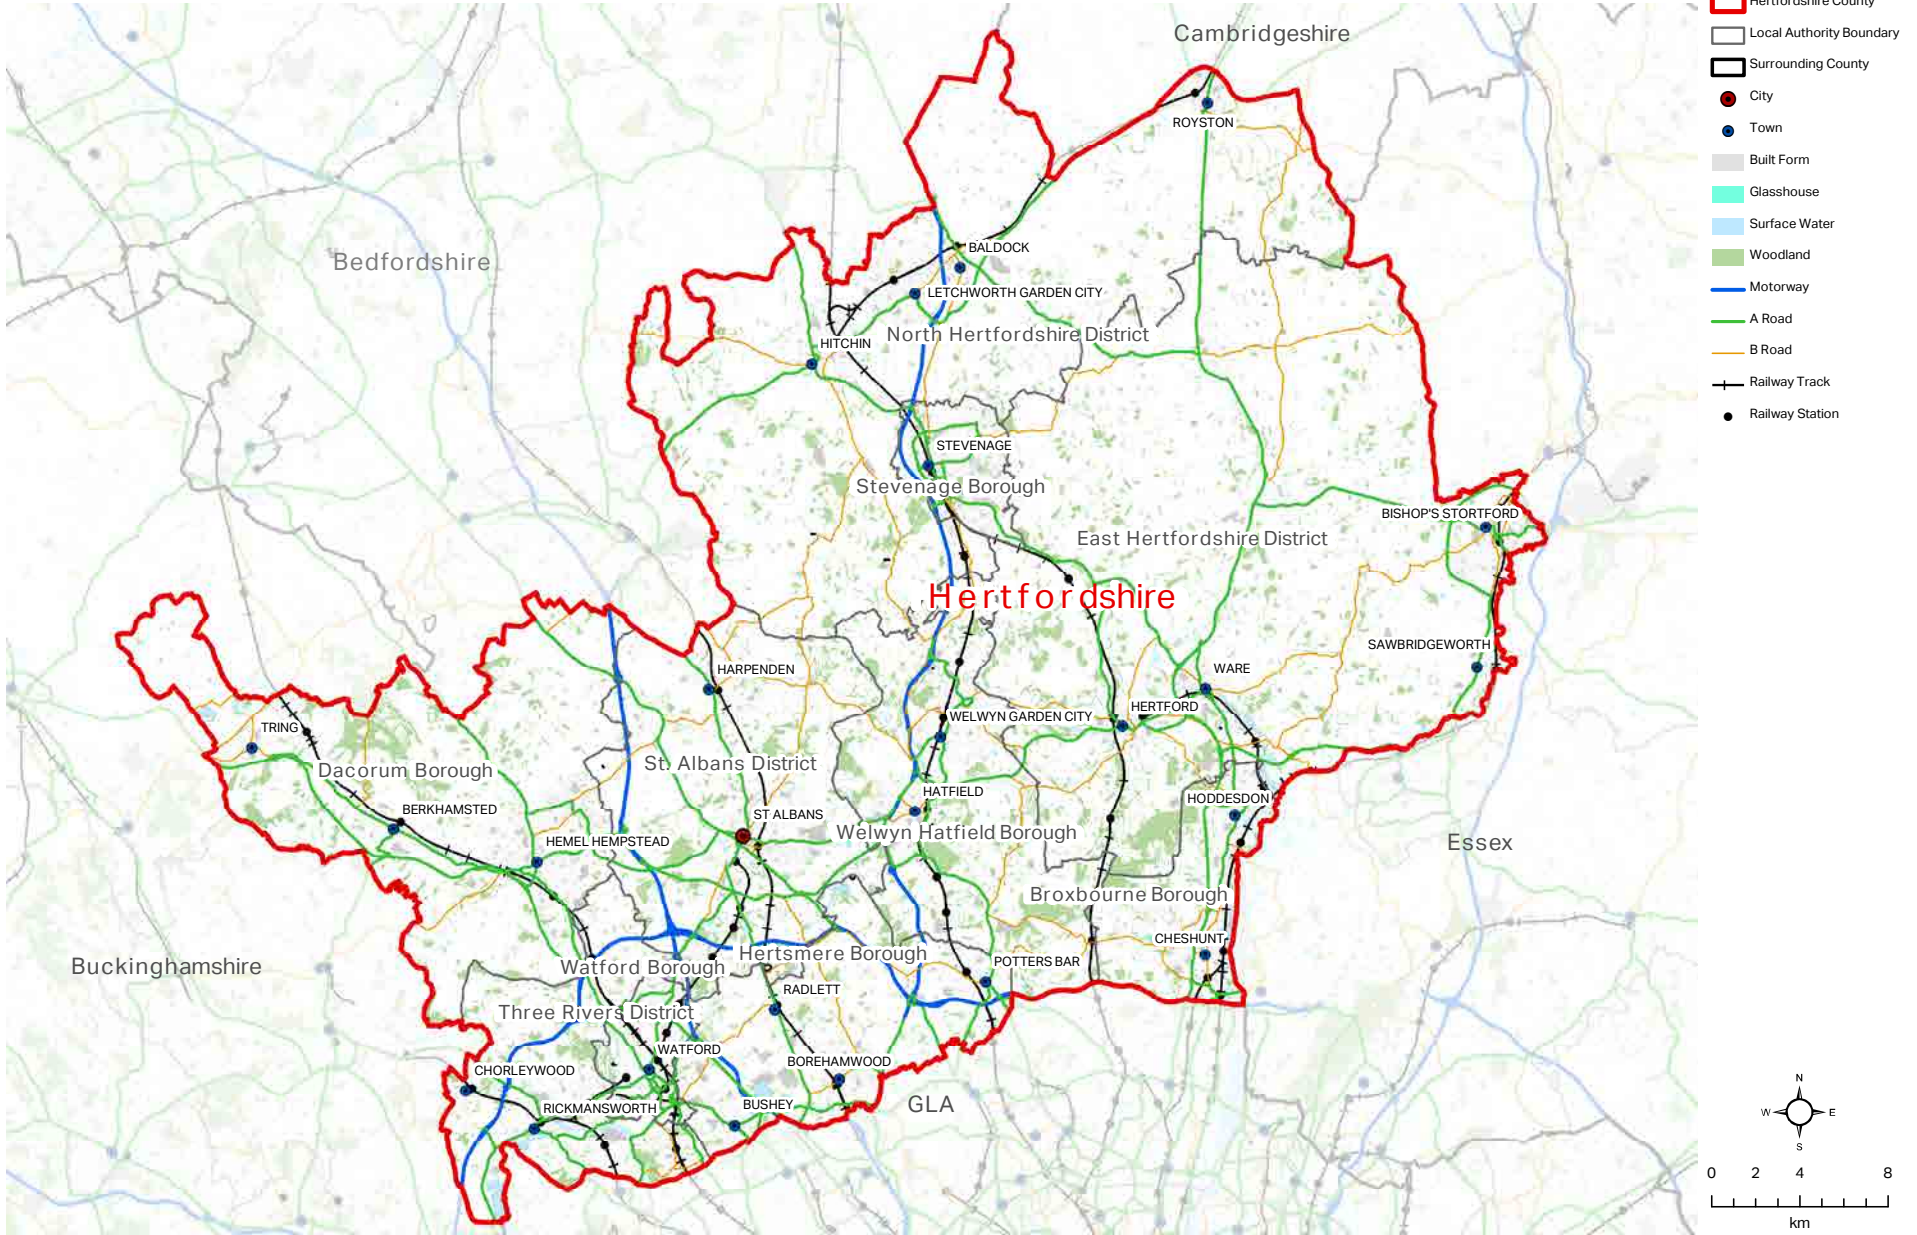 Hertfordshire County
Local Authority Boundary
Surrounding County
City
Town
Built Form
Glasshouse
Surface Water
Woodland
Motorway
A Road
B Road
Railway Track
Railway Station
Cambridgeshire
ROYSTON
Bedfordshire
BALDOCK
LETCHWORTH GARDEN CITY
North Hertfordshire District
HITCHIN
STEVENAGE
Stevenage Borough
BISHOP'S STORTFORD
East Hertfordshire District
Hertfordshire
SAWBRIDGEWORTH
HARPENDEN
WARE
HERTFORD
WELWYN GARDEN CITY
TRING
St. Albans District
Dacorum Borough
HATFIELD
HODDESDON
BERKHAMSTED
ST ALBANS
Welwyn Hatfield Borough
HEMEL HEMPSTEAD
Essex
Broxbourne Borough
CHESHUNT
Hertsmere Borough
POTTERS BAR
Buckinghamshire
Watford Borough
RADLETT
Three Rivers District
WATFORD
BOREHAMWOOD
CHORLEYWOOD
RICKMANSWORTH
BUSHEY
GLA
N
W E
S
0 2 4 8
km